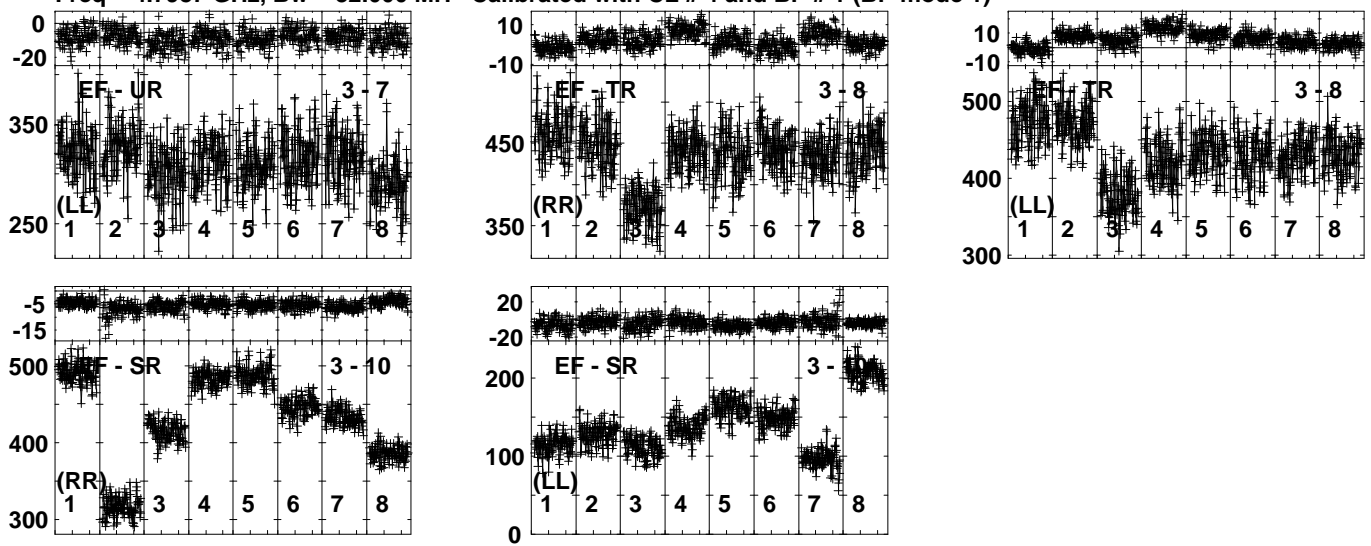 Freq = GHz, Bw = 32.000 MH Calibrated with CL # and BP # 1 (BP mode 1)
0
-20
EF - UR 3 - 7
350
250
(LL)
1 2 3 4 5 6 7 8
10
-10
EF - TR 3 - 8
450
350
(RR)
1 2 3 4 5 6 7 8
10
-10
EF - TR 3 - 8
500
400
300
(LL)
1 2 3 4 5 6 7 8
-5
-15
EF - SR 3 - 10
500
400
300
(RR)
1 2 3 4 5 6 7 8
20
-20
EF - SR 3 - 10
200
100
0
(LL)
1 2 3 4 5 6 7 8